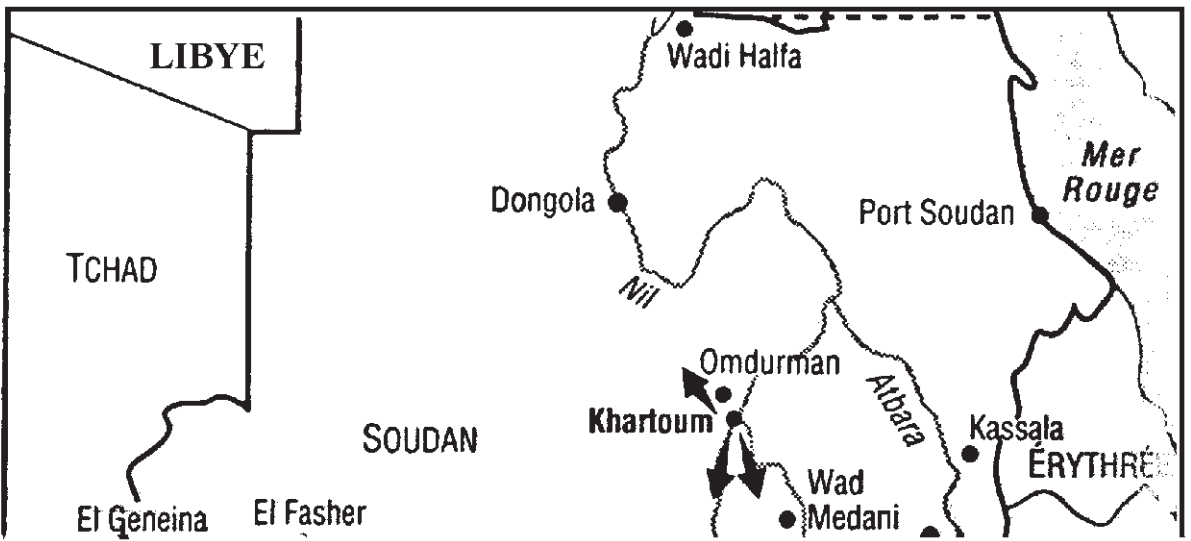 LIBYE
Wadi Halfa
Mer
Rouge
Dongola
Port Soudan
TCHAD
Nil
Omdurman
Atbara
Khartoum
Kassala
SOUDAN
ÉRYTHRÉE
Wad
Medani
El Geneina
El Fasher